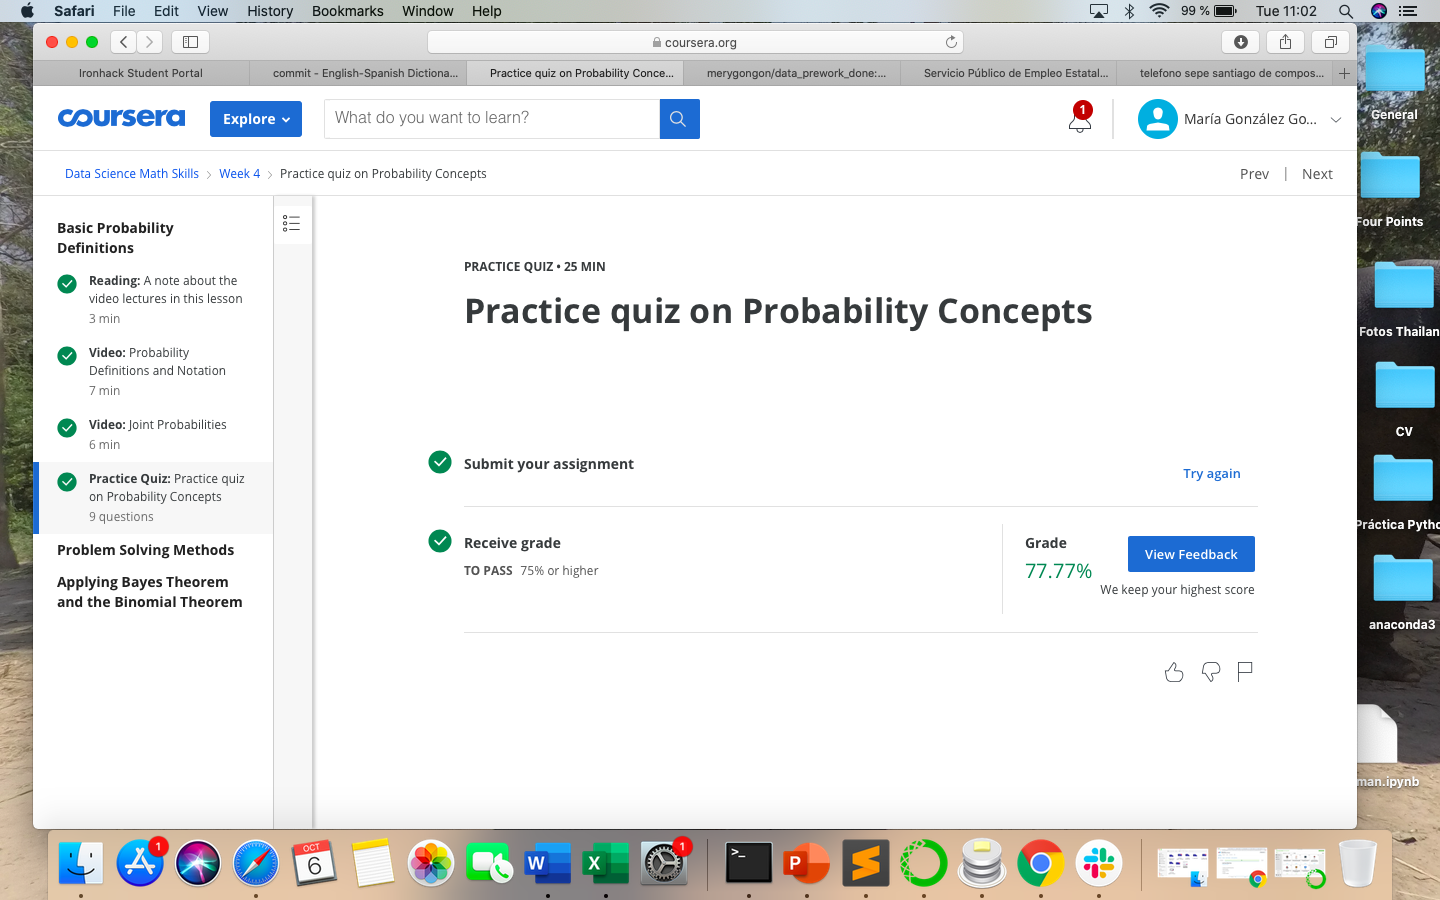 Safari File Edit View History Bookmarks Window Help 99 % Tue 11:02
coursera.org
Ironhack Student Portal
commit - English-Spanish Dictiona...
Practice quiz on Probability Conce...
merygongon/data_prework_done:...
Servicio Público de Empleo Estatal...
telefono sepe santiago de compos...
coursera
Explore
What do you want to learn?
1
María González Go...
Data Science Math Skills
Week 4
Practice quiz on Probability Concepts
Prev | Next
Basic Probability
Definitions
Reading: A note about the
video lectures in this lesson
3 min
Video: Probability
Definitions and Notation
7 min
Video: Joint Probabilities
6 min
Practice Quiz: Practice quiz
on Probability Concepts
9 questions
Problem Solving Methods
Applying Bayes Theorem
and the Binomial Theorem
PRACTICE QUIZ • 25 MIN
Practice quiz on Probability Concepts
Submit your assignment
Try again
Receive grade
TO PASS 75% or higher
Grade
77.77%
View Feedback
We keep your highest score
General
Four Points
Fotos Thailan
CV
Práctica Pytho
anaconda3
man.ipynb
1
OCT
6
W
X
1
>_
P